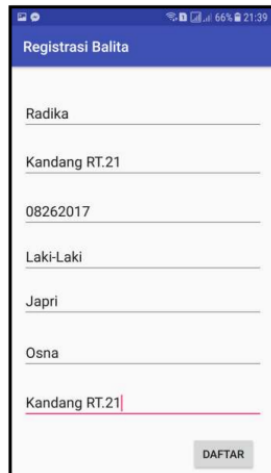 66% 21:39
Registrasi Balita
Radika
Kandang RT.21
08262017
Laki-Laki
Japri
Osna
Kandang RT.21
DAFTAR